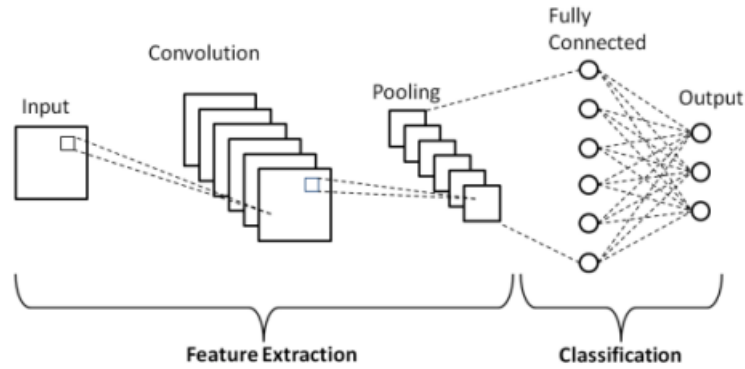 Input
Convolution
Pooling
Fully
Connected
Output
Feature Extraction
Classification